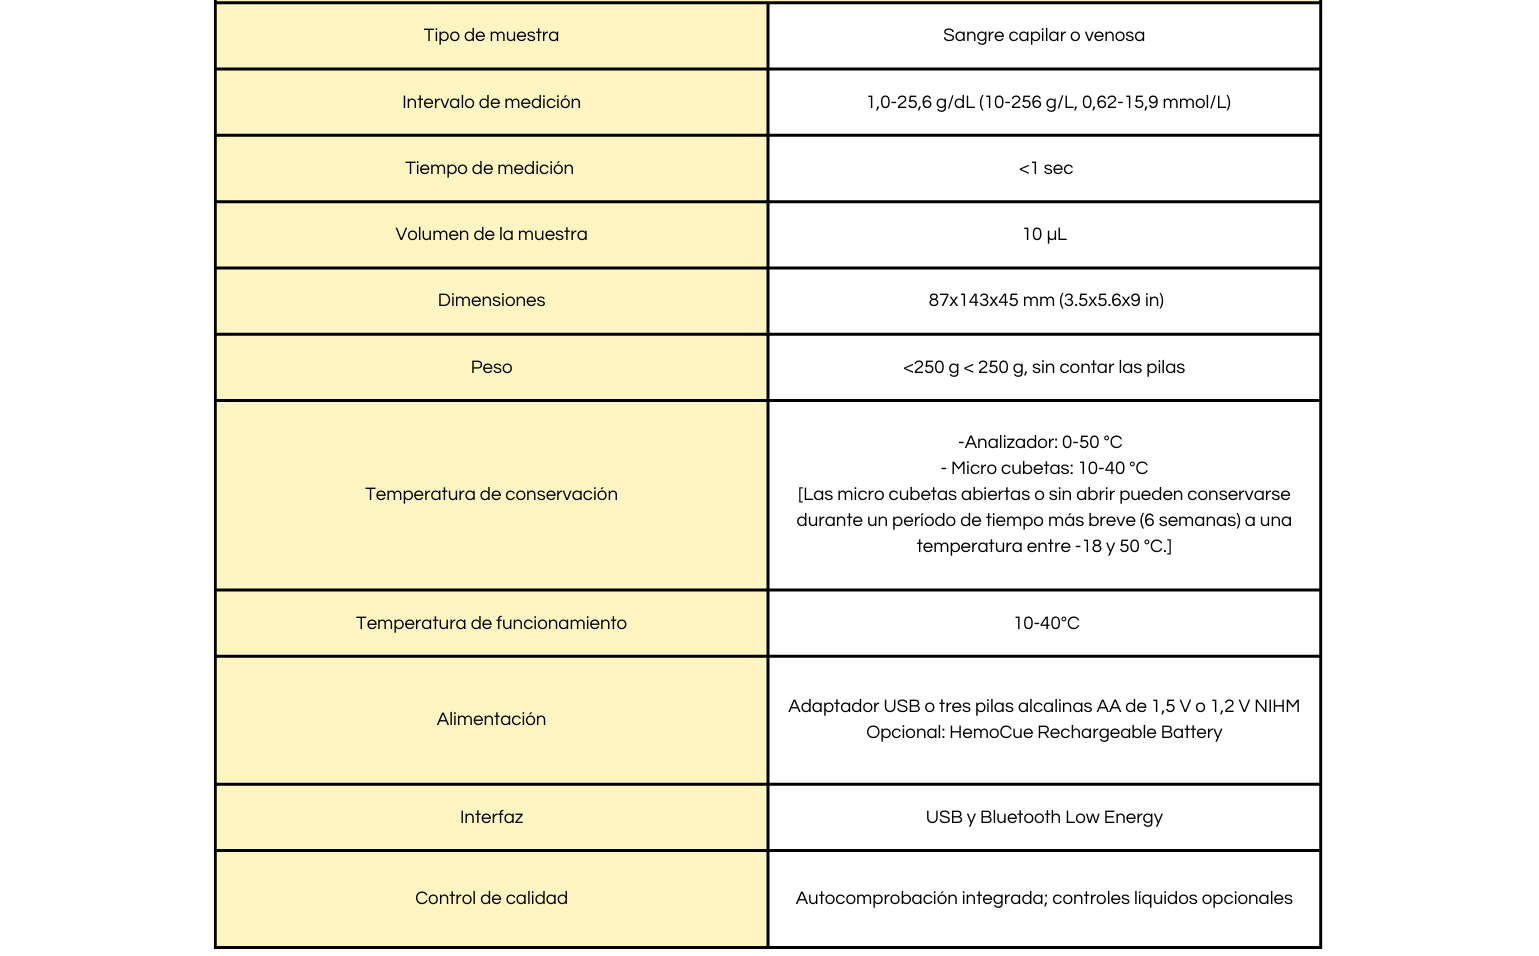 Tipo de muestra
Sangre capilar o venosa
Intervalo de medición
1,0-25,6 g/dL (10-256 g/L, 0,62-15,9 mmol/L)
Tiempo de medición
<1 sec
Volumen de la muestra
10 µL
Dimensiones
87x143x45 mm (3.5x5.6x9 in)
Peso
<250 g < 250 g, sin contar las pilas
Temperatura de conservación
-Analizador: 0-50 °C
- Micro cubetas: 10-40 °C
[Las micro cubetas abiertas o sin abrir pueden conservarse
durante un período de tiempo más breve (6 semanas) a una
temperatura entre -18 y 50 °C.]
Temperatura de funcionamiento
10-40°C
Alimentación
Adaptador USB o tres pilas alcalinas AA de 1,5 V o 1,2 V NIHM
Opcional: HemoCue Rechargeable Battery
Interfaz
USB y Bluetooth Low Energy
Control de calidad
Autocomprobación integrada; controles líquidos opcionales